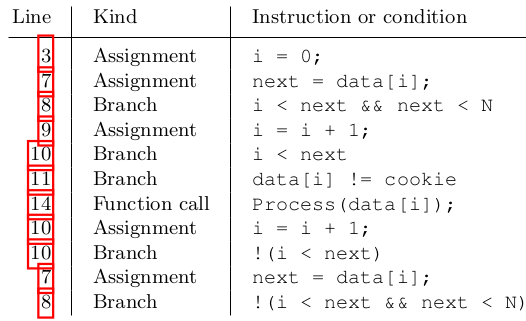 Line Kind Instruction or condition
3 Assignment i = 0;
7 Assignment next = data[i];
8 Branch i < next && next < N
9 Assignment i = i + 1;
10 Branch i < next
11 Branch data[i] != cookie
14 Function call Process(data[i]);
10 Assignment i = i + 1;
10 Branch !(i < next)
7 Assignment next = data[i];
8 Branch !(i < next && next < N)